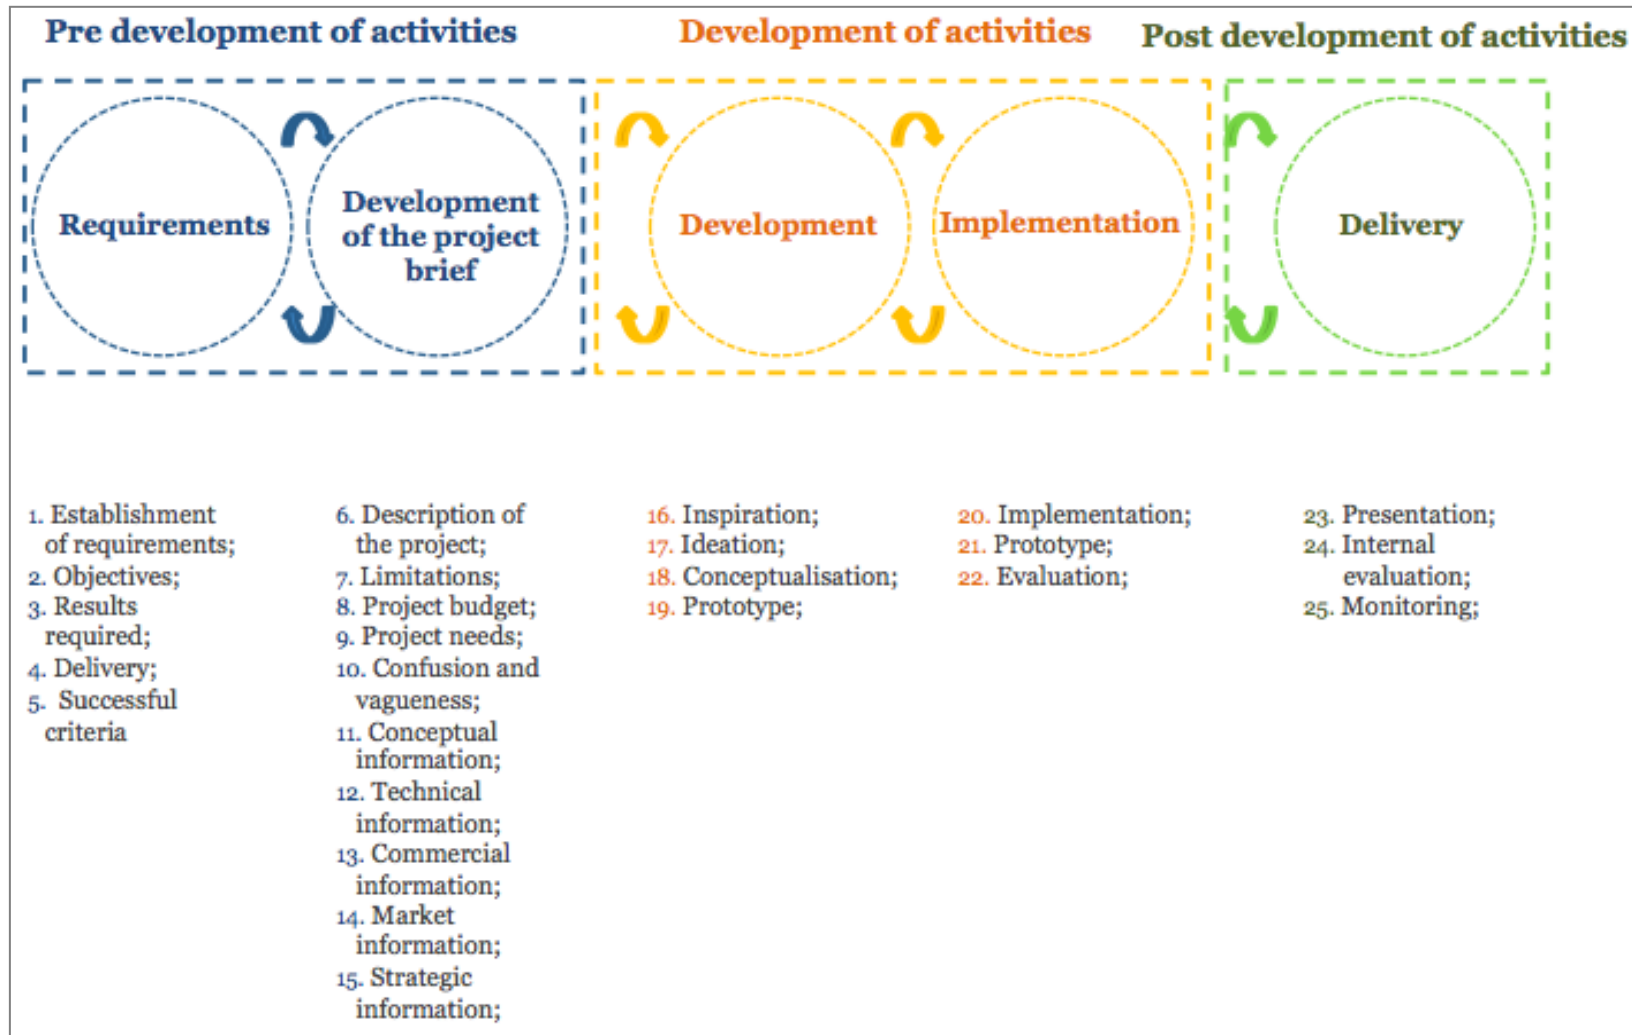 Pre development of activities
Development of activities
Post development of activities
Requirements
Development
of the project
brief
Development
Implementation
Delivery
1. Establishment
of requirements;
2. Objectives;
3. Results
required;
4. Delivery;
5. Successful
criteria
6. Description of
the project;
7. Limitations;
8. Project budget;
9. Project needs;
10. Confusion and
vagueness;
11. Conceptual
information;
12. Technical
information;
13. Commercial
information;
14. Market
information;
15. Strategic
information;
16. Inspiration;
17. Ideation;
18. Conceptualisation;
19. Prototype;
20. Implementation;
21. Prototype;
22. Evaluation;
23. Presentation;
24. Internal
evaluation;
25. Monitoring;